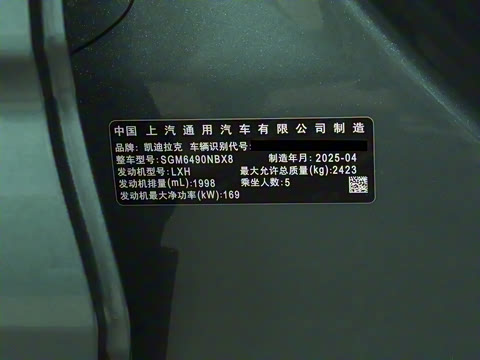 中国 上汽通用汽车有限公司制造
品牌: 凯迪拉克 车辆识别代号:
整车型号: SGM6490NBX8 制造年月: 2025-04
发动机型号: LXH 最大允许总质量(kg): 2423
发动机排量(mL): 1998 乘坐人数: 5
发动机最大净功率(kW): 169